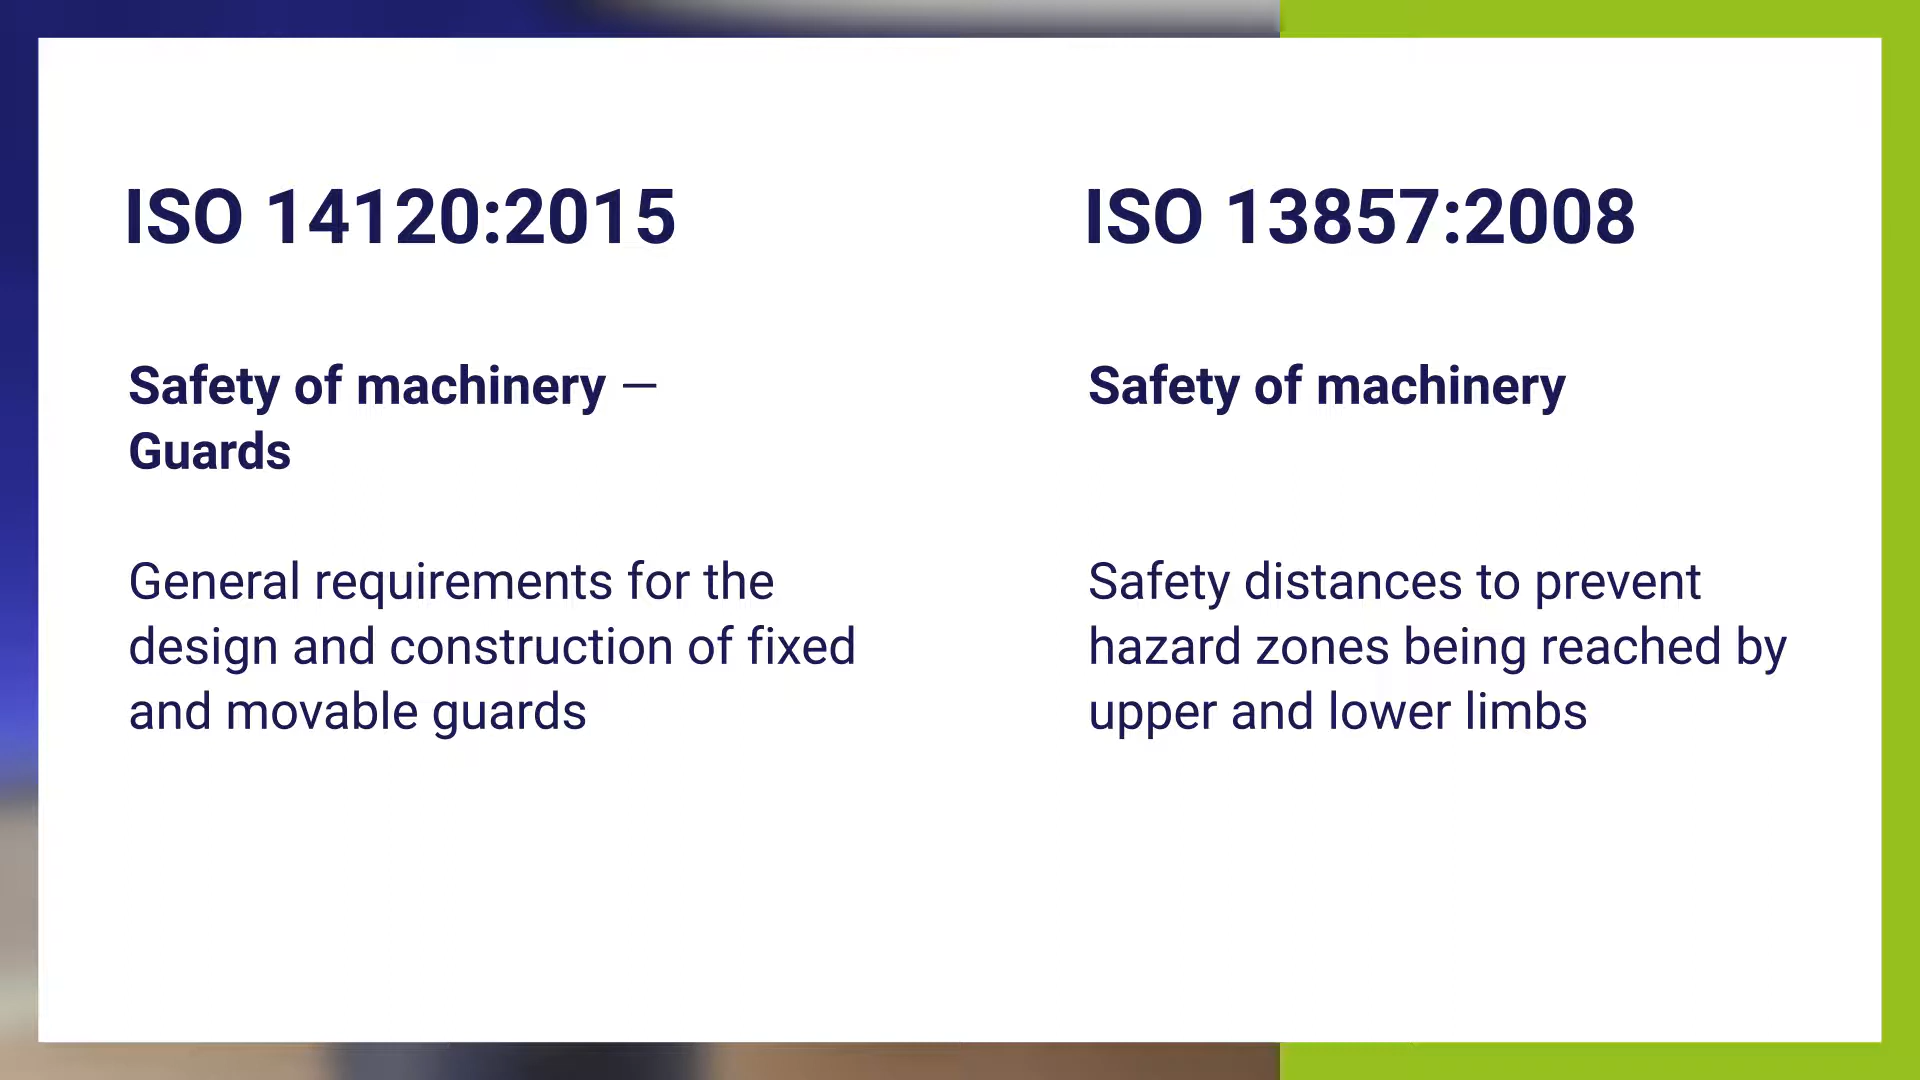 ISO 14120:2015
Safety of machinery —
Guards
General requirements for the
design and construction of fixed
and movable guards
ISO 13857:2008
Safety of machinery
Safety distances to prevent
hazard zones being reached by
upper and lower limbs